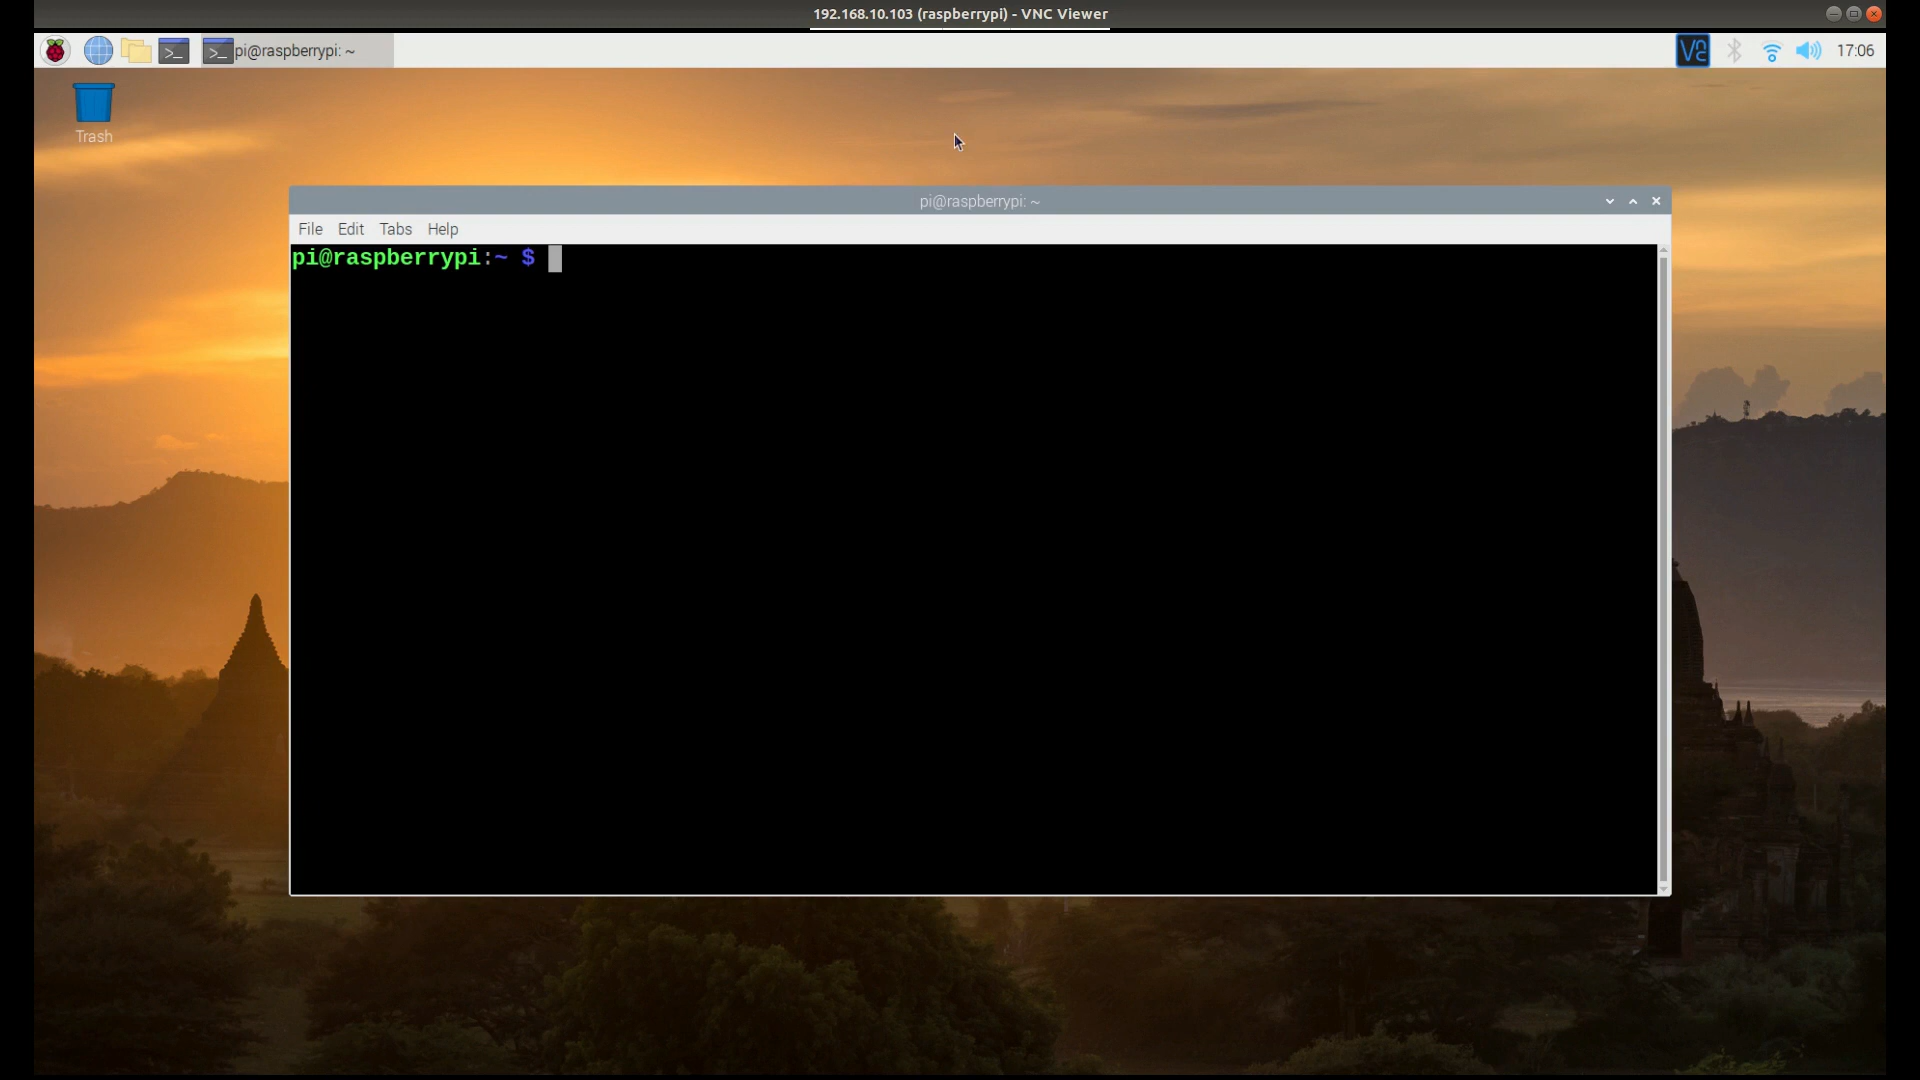 192.168.10.103 (raspberrypi) - VNC Viewer
>_ >_ pi@raspberrypi: ~
VNC 17:06
Trash
pi@raspberrypi: ~
File Edit Tabs Help
pi@raspberrypi:~ $